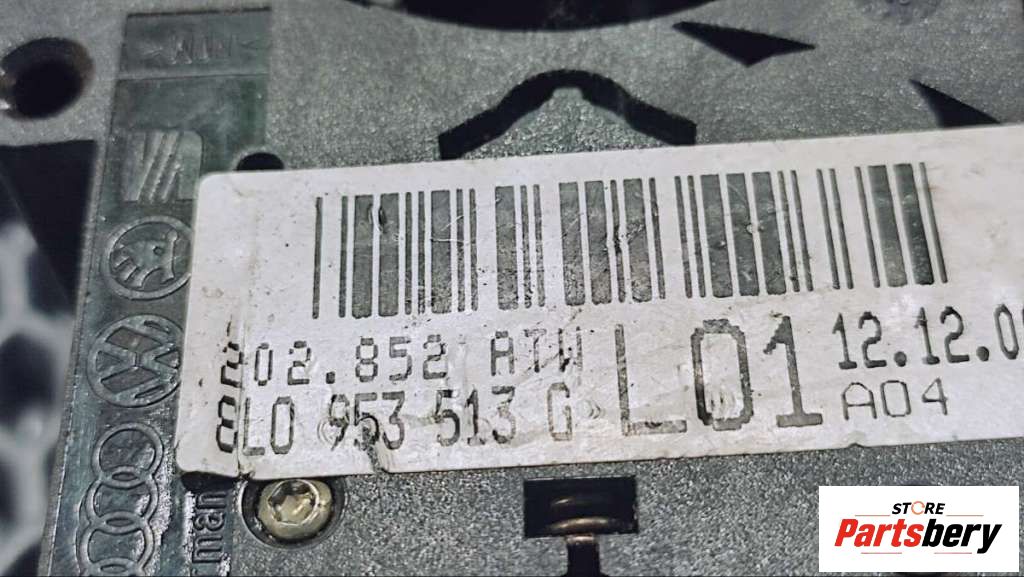 202.852 ATW
8L0 953 513 G
L01
12.12.0
A04
STORE
Partsbery